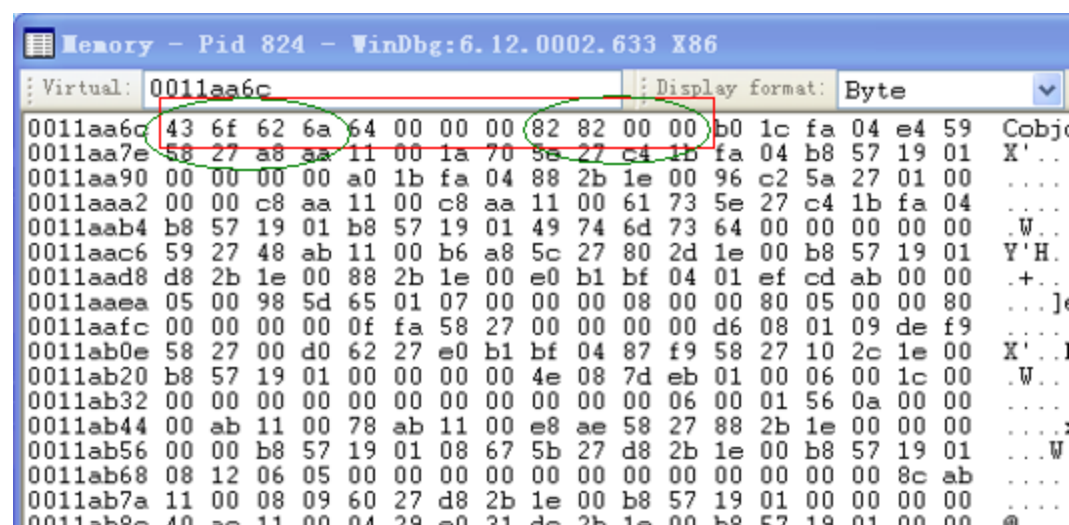 Memory - Pid 824 - WinDbg:6.12.0002.633 X86
Virtual: 0011aa6c Display format: Byte
0011aa6c 43 6f 62 6a 64 00 00 00 82 82 00 00 b0 1c fa 04 e4 59 Cobjd
0011aa7e 58 27 a8 aa 11 00 1a 70 5e 27 c4 1b fa 04 b8 57 19 01 X'..
0011aa90 00 00 00 00 a0 1b fa 04 88 2b 1e 00 96 c2 5a 27 01 00 ....
0011aaa2 00 00 c8 aa 11 00 c8 aa 11 00 61 73 5e 27 c4 1b fa 04 ....
0011aab4 b8 57 19 01 b8 57 19 01 49 74 6d 73 64 00 00 00 00 00 .W..
0011aac6 59 27 48 ab 11 00 b6 a8 5c 27 80 2d 1e 00 b8 57 19 01 Y'H.
0011aad8 d8 2b 1e 00 88 2b 1e 00 e0 b1 bf 04 01 ef cd ab 00 00 .+..
0011aaea 05 00 98 5d 65 01 07 00 00 00 08 00 00 80 05 00 00 80 ...]e
0011aafc 00 00 00 00 0f fa 58 27 00 00 00 00 d6 08 01 09 de f9 ....
0011ab0e 58 27 00 d0 62 27 e0 b1 bf 04 87 f9 58 27 10 2c 1e 00 X'..
0011ab20 b8 57 19 01 00 00 00 00 4e 08 7d eb 01 00 06 00 1c 00 .W..
0011ab32 00 00 00 00 00 00 00 00 00 00 00 06 00 01 56 0a 00 00 ....
0011ab44 00 ab 11 00 78 ab 11 00 e8 ae 58 27 88 2b 1e 00 00 00 ....x
0011ab56 00 00 b8 57 19 01 08 67 5b 27 d8 2b 1e 00 b8 57 19 01 ...W
0011ab68 08 12 06 05 00 00 00 00 00 00 00 00 00 00 00 00 8c ab ....
0011ab7a 11 00 08 09 60 27 d8 2b 1e 00 b8 57 19 01 00 00 00 00 ....